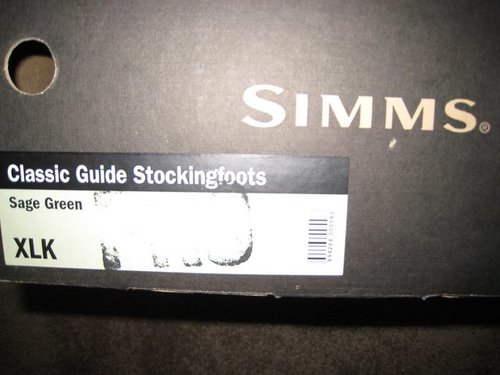 SIMMS®
Classic Guide Stockingfoots
Sage Green
XLK